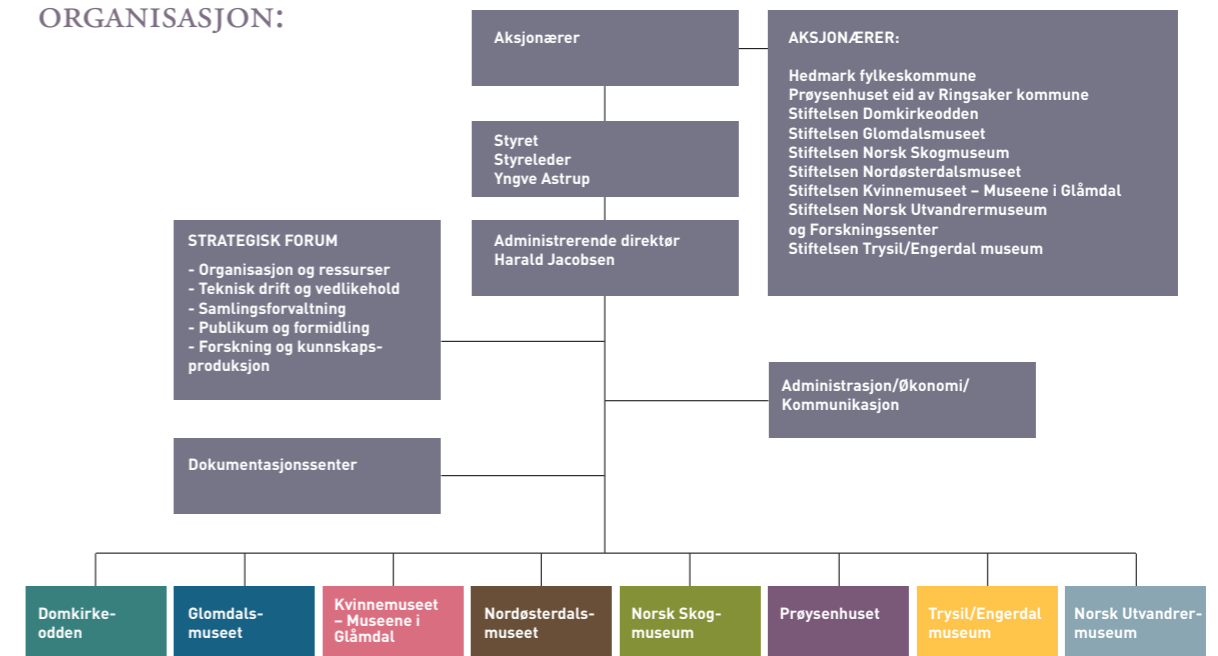 ORGANISASJON:
Aksjonærer
AKSJONÆRER:
Hedmark fylkeskommune
Prøysenhuset eid av Ringsaker kommune
Stiftelsen Domkirkeodden
Stiftelsen Glomdalsmuseet
Stiftelsen Norsk Skogmuseum
Stiftelsen Nordøsterdalsmuseet
Stiftelsen Kvinnemuseet – Museene i Glåmdal
Stiftelsen Norsk Utvandrermuseum
og Forskningssenter
Stiftelsen Trysil/Engerdal museum
Styret
Styreleder
Yngve Astrup
Administrerende direktør
Harald Jacobsen
STRATEGISK FORUM
- Organisasjon og ressurser
- Teknisk drift og vedlikehold
- Samlingsforvaltning
- Publikum og formidling
- Forskning og kunnskaps-
produksjon
Administrasjon/Økonomi/
Kommunikasjon
Dokumentasjonssenter
Domkirke-
odden
Glomdals-
museet
Kvinnemuseet
– Museene i
Glåmdal
Nordøsterdals-
museet
Norsk Skog-
museum
Prøysenhuset
Trysil/Engerdal
museum
Norsk Utvandrer-
museum